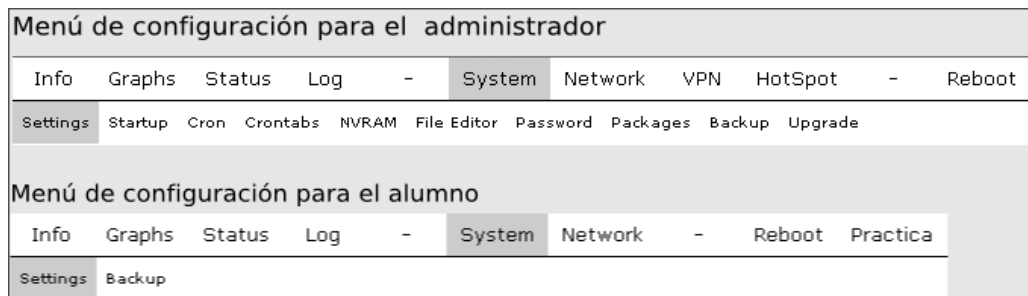 Menú de configuración para el administrador
Info Graphs Status Log - System Network VPN HotSpot - Reboot
Settings Startup Cron Crontabs NVRAM File Editor Password Packages Backup Upgrade
Menú de configuración para el alumno
Info Graphs Status Log - System Network - Reboot Practica
Settings Backup